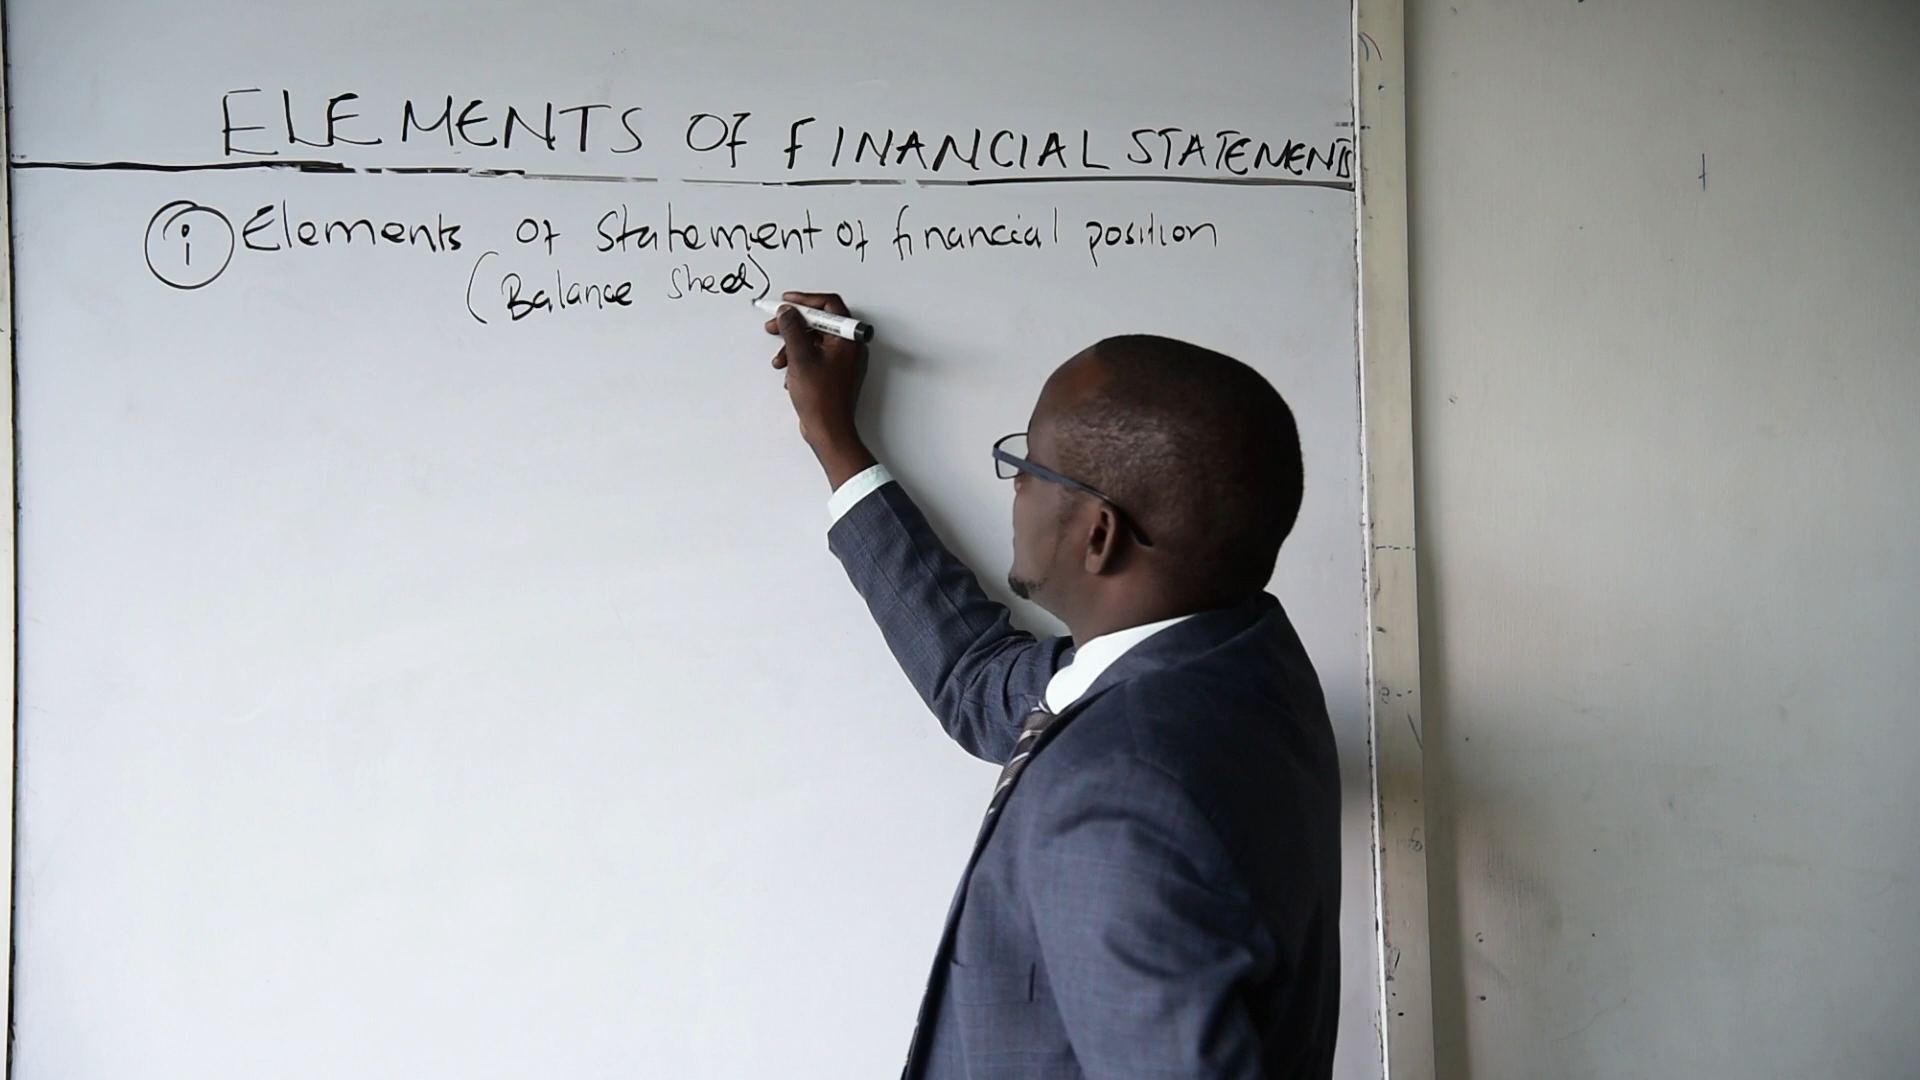 ELEMENTS OF FINANCIAL STATEMENTS
i Elements of Statement of financial position
(Balance sheet)